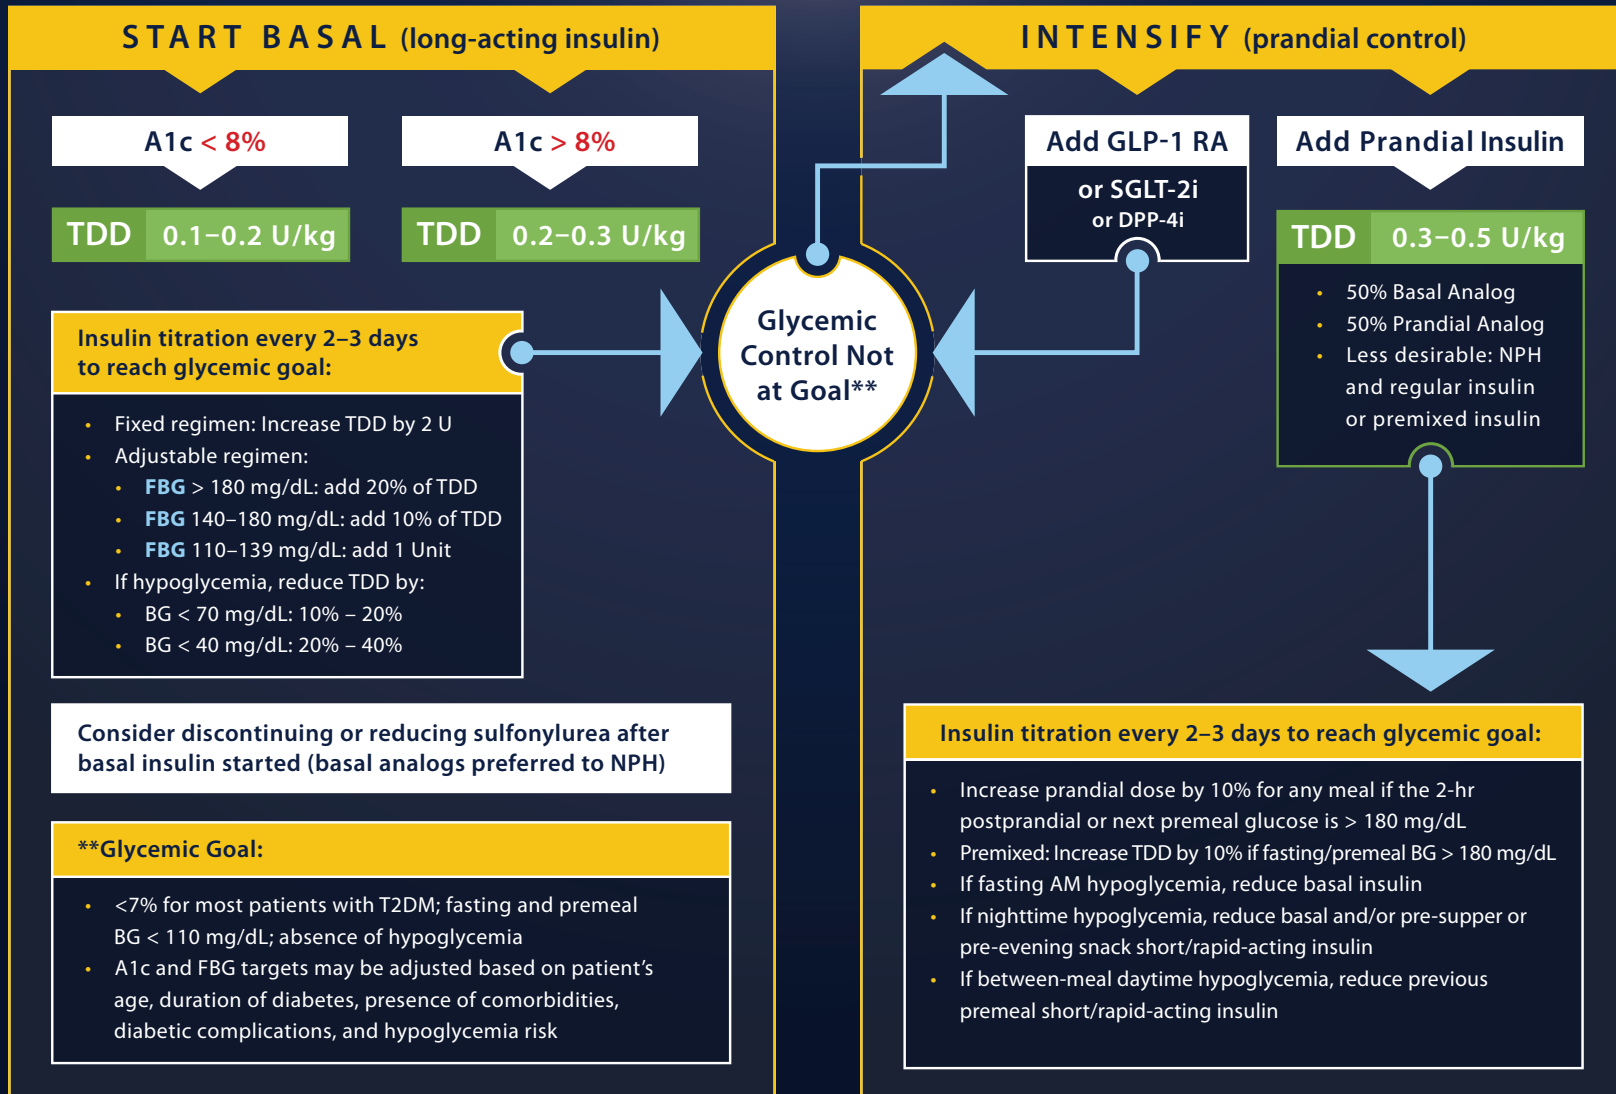 START BASAL (long-acting insulin)
A1c < 8%
A1c > 8%
TDD 0.1–0.2 U/kg
TDD 0.2–0.3 U/kg
Insulin titration every 2–3 days
to reach glycemic goal:
• Fixed regimen: Increase TDD by 2 U
• Adjustable regimen:
• FBG > 180 mg/dL: add 20% of TDD
• FBG 140–180 mg/dL: add 10% of TDD
• FBG 110–139 mg/dL: add 1 Unit
• If hypoglycemia, reduce TDD by:
• BG < 70 mg/dL: 10% – 20%
• BG < 40 mg/dL: 20% – 40%
Consider discontinuing or reducing sulfonylurea after
basal insulin started (basal analogs preferred to NPH)
**Glycemic Goal:
• <7% for most patients with T2DM; fasting and premeal
BG < 110 mg/dL; absence of hypoglycemia
• A1c and FBG targets may be adjusted based on patient's
age, duration of diabetes, presence of comorbidities,
diabetic complications, and hypoglycemia risk
Glycemic
Control Not
at Goal**
INTENSIFY (prandial control)
Add GLP-1 RA
or SGLT-2i
or DPP-4i
Add Prandial Insulin
TDD 0.3–0.5 U/kg
• 50% Basal Analog
• 50% Prandial Analog
• Less desirable: NPH
and regular insulin
or premixed insulin
Insulin titration every 2–3 days to reach glycemic goal:
• Increase prandial dose by 10% for any meal if the 2-hr
postprandial or next premeal glucose is > 180 mg/dL
• Premixed: Increase TDD by 10% if fasting/premeal BG > 180 mg/dL
• If fasting AM hypoglycemia, reduce basal insulin
• If nighttime hypoglycemia, reduce basal and/or pre-supper or
pre-evening snack short/rapid-acting insulin
• If between-meal daytime hypoglycemia, reduce previous
premeal short/rapid-acting insulin